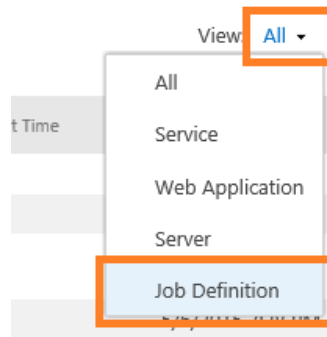 View: All
All
t Time
Service
Web Application
Server
Job Definition